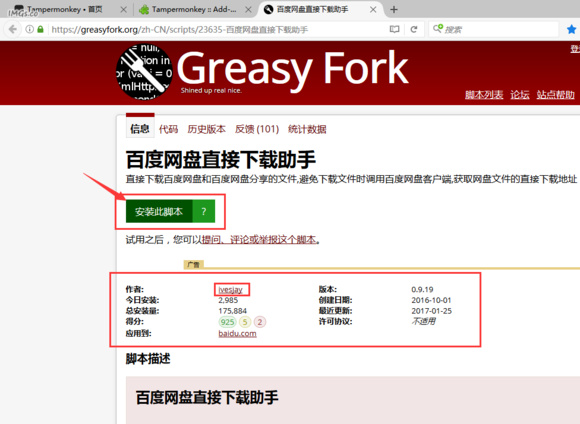 IMGs.co
Tampermonkey • 首页
Tampermonkey :: Add-...
百度网盘直接下载助手
https://greasyfork.org/zh-CN/scripts/23635-百度网盘直接下载助手
搜索
Greasy Fork
Shined up real nice.
脚本列表 论坛 站点帮助
信息 代码 历史版本 反馈 (101) 统计数据
百度网盘直接下载助手
直接下载百度网盘和百度网盘分享的文件,避免下载文件时调用百度网盘客户端,获取网盘文件的直接下载地址
安装此脚本 ?
试用之后，您可以提问、评论或举报这个脚本。
广告
作者: ivesjay 版本: 0.9.19
今日安装: 2,985 创建日期: 2016-10-01
总安装量: 175,884 最近更新: 2017-01-25
得分: 925 5 2 许可协议: 不适用
应用到: baidu.com
脚本描述
百度网盘直接下载助手